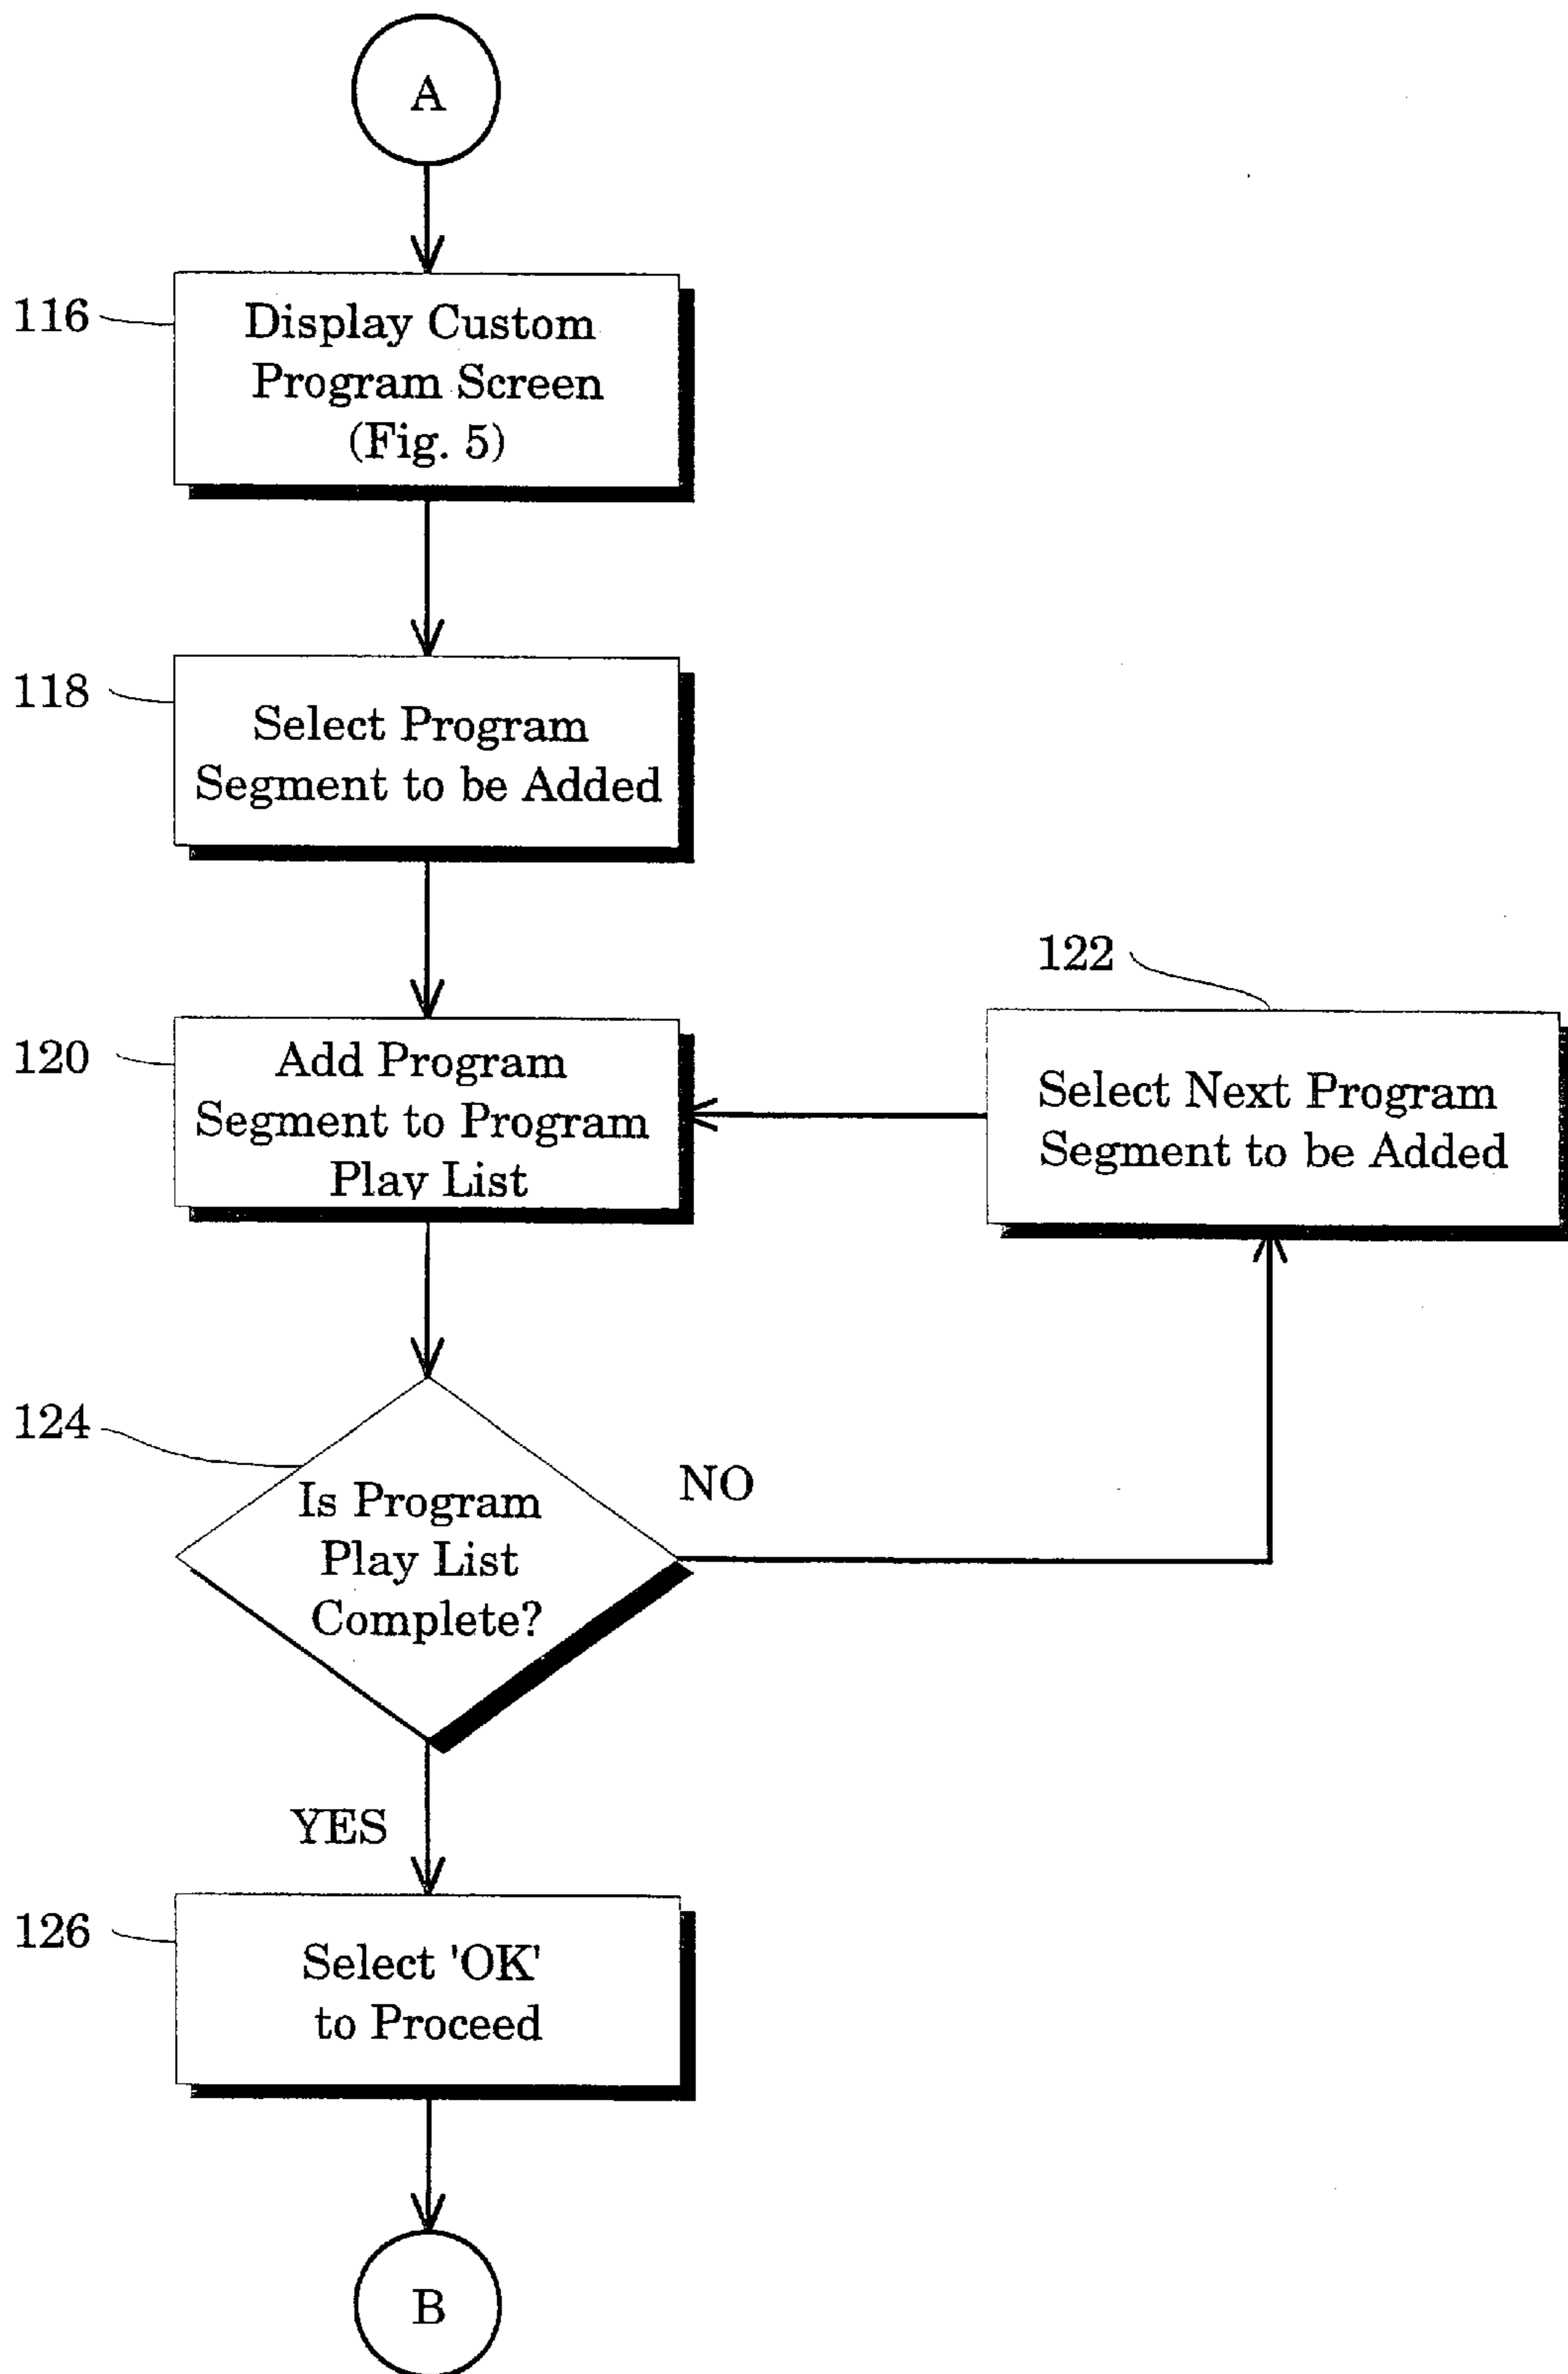 A
116
Display Custom
Program Screen
(Fig. 5)
118
Select Program
Segment to be Added
120
Add Program
Segment to Program
Play List
122
Select Next Program
Segment to be Added
124
Is Program
Play List
Complete?
NO
YES
126
Select 'OK'
to Proceed
B